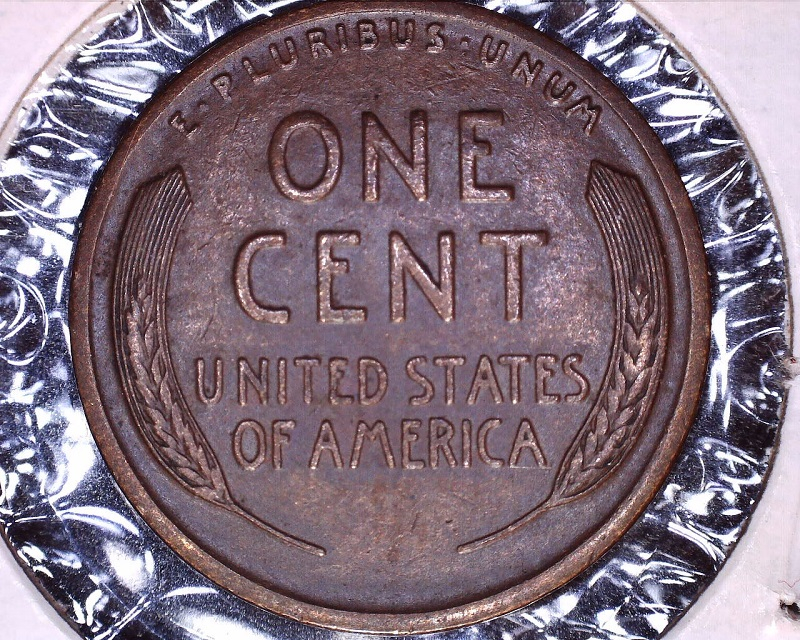 E · PLURIBUS · UNUM
ONE
CENT
UNITED STATES
OF AMERICA